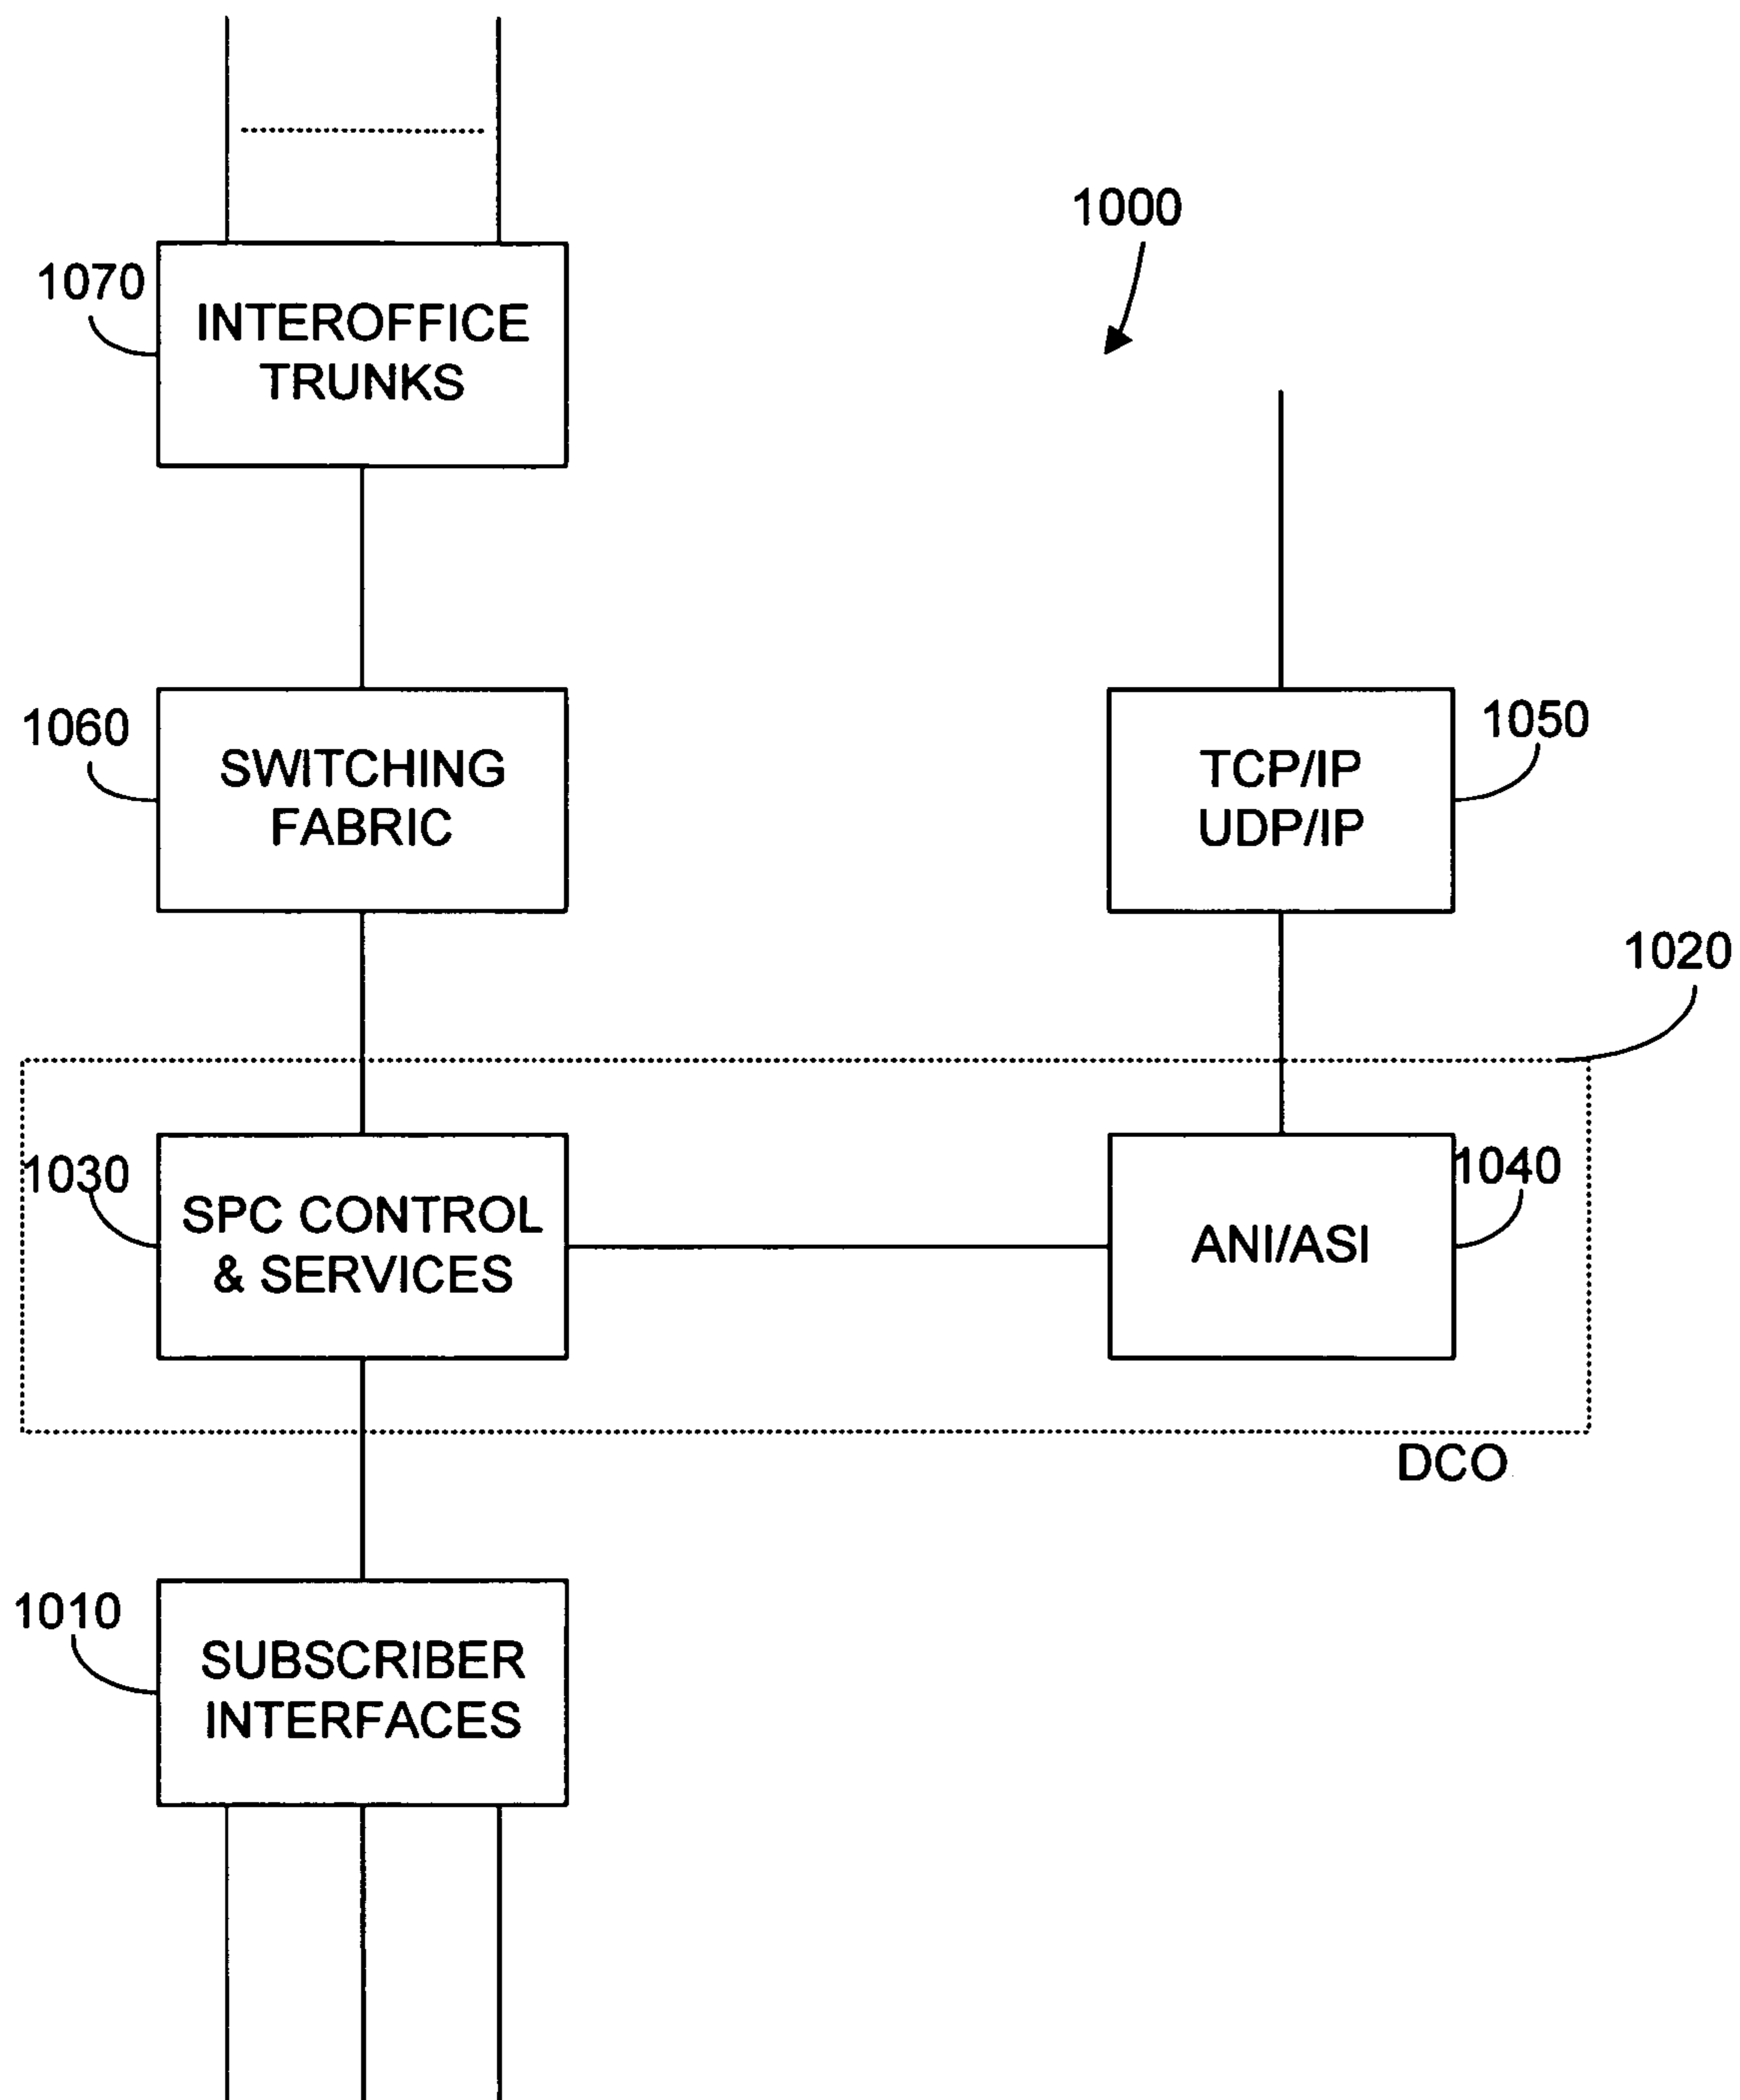 1000
1070
INTEROFFICE
TRUNKS
1060
SWITCHING
FABRIC
1050
TCP/IP
UDP/IP
1020
1030
SPC CONTROL
& SERVICES
1040
ANI/ASI
DCO
1010
SUBSCRIBER
INTERFACES